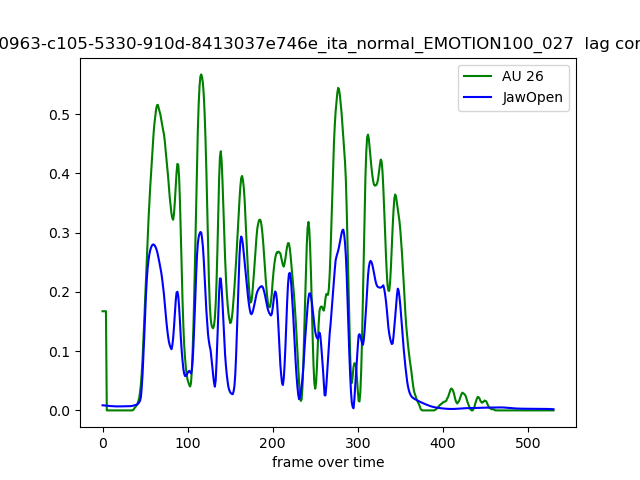 0963-c105-5330-910d-8413037e746e_ita_normal_EMOTION100_027 lag cor
AU 26
JawOpen
0.5
0.4
0.3
0.2
0.1
0.0
0 100 200 300 400 500
frame over time